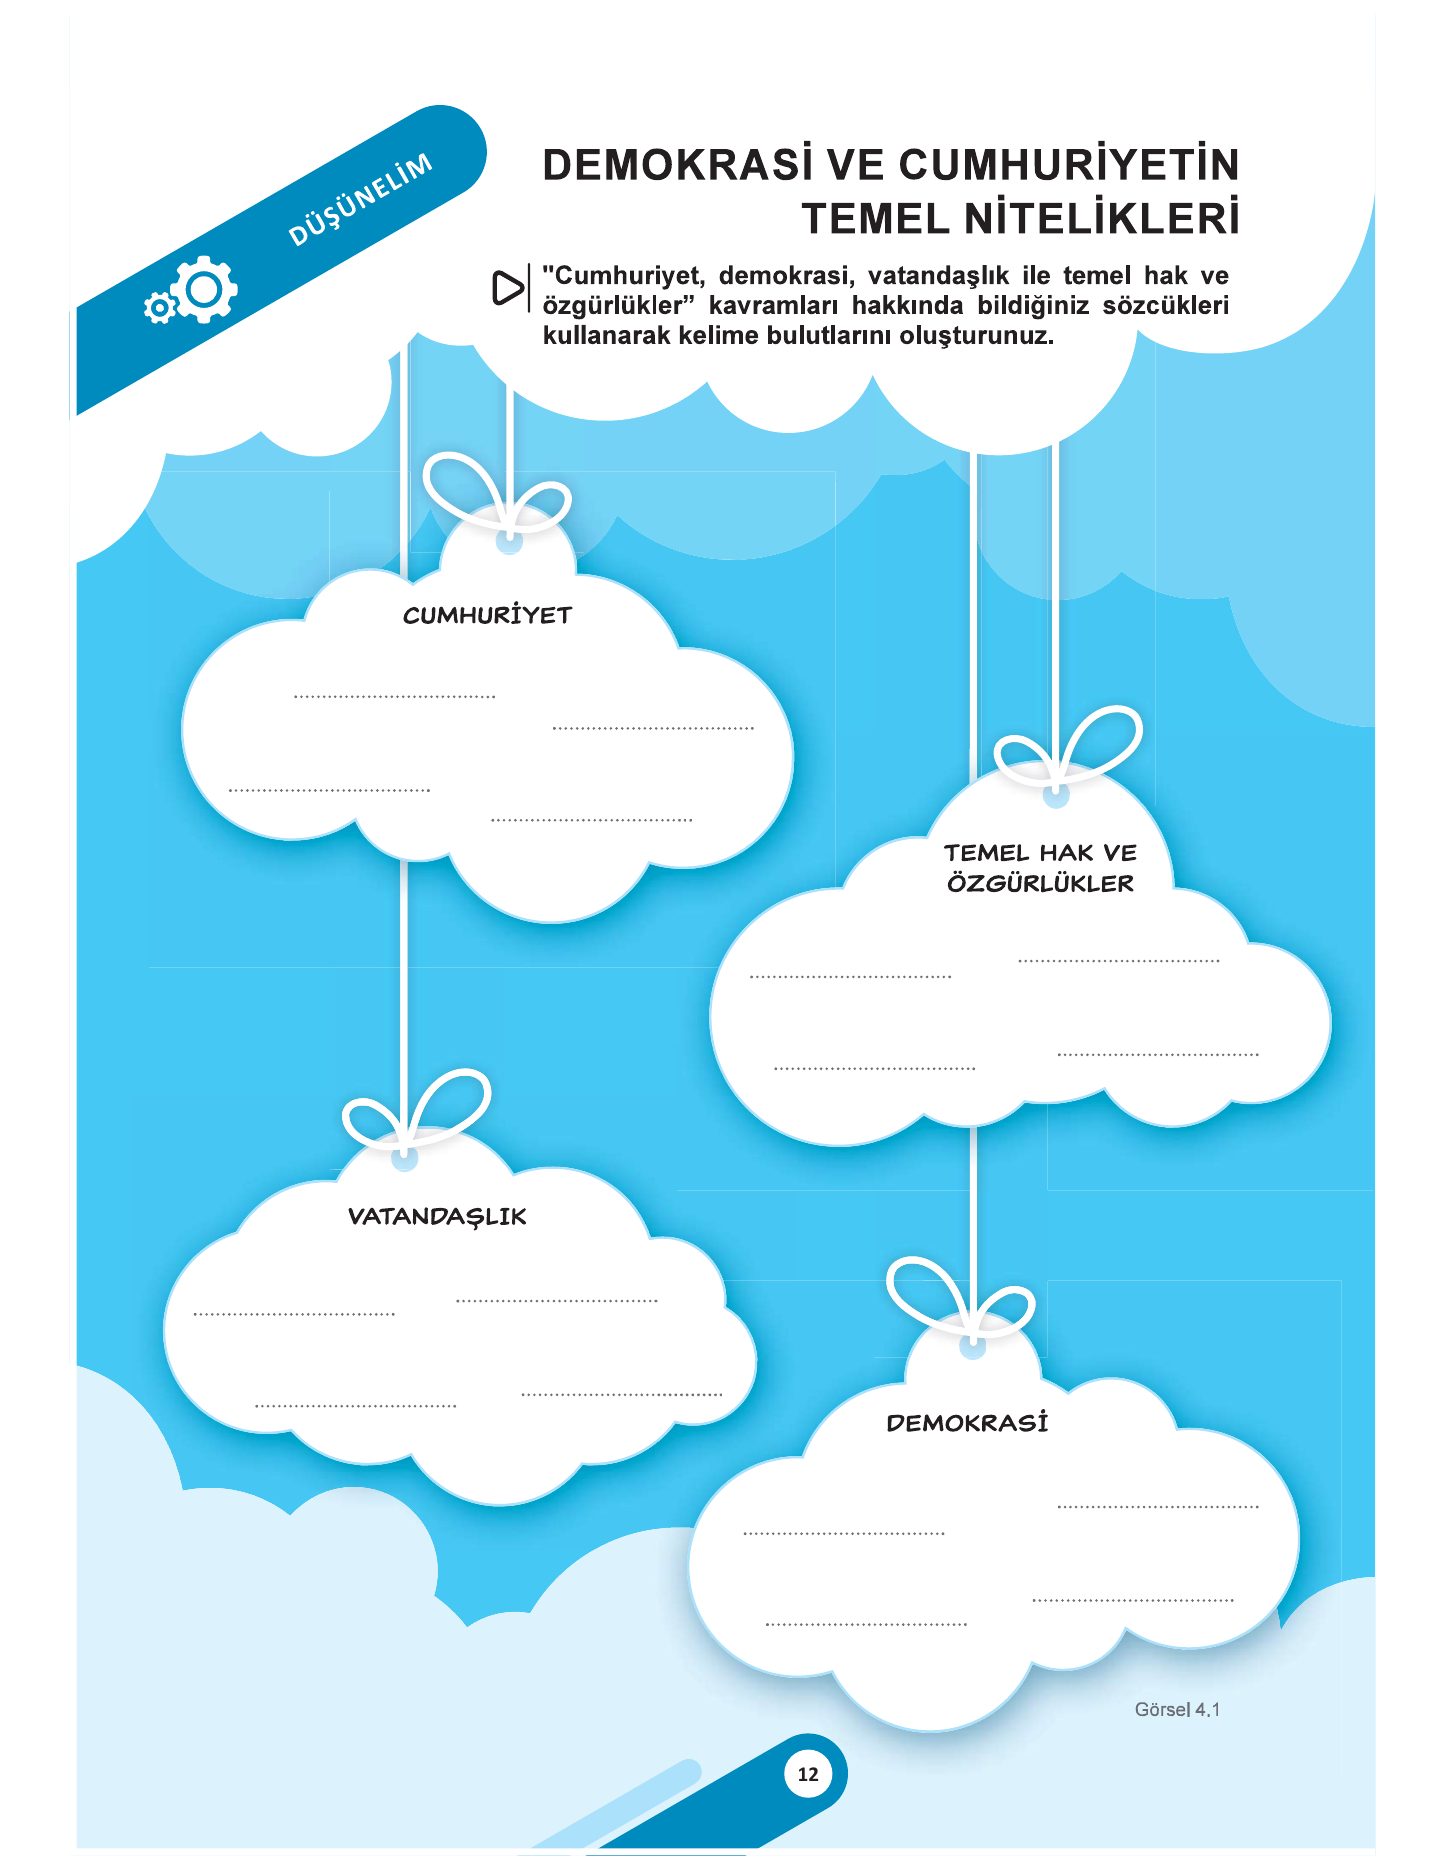 DÜŞÜNELİM
DEMOKRASİ VE CUMHURİYETİN
TEMEL NİTELİKLERİ
"Cumhuriyet, demokrasi, vatandaşlık ile temel hak ve
özgürlükler” kavramları hakkında bildiğiniz sözcükleri
kullanarak kelime bulutlarını oluşturunuz.
CUMHURİYET
TEMEL HAK VE
ÖZGÜRLÜKLER
VATANDAŞLIK
DEMOKRASİ
Görsel 4.1
12